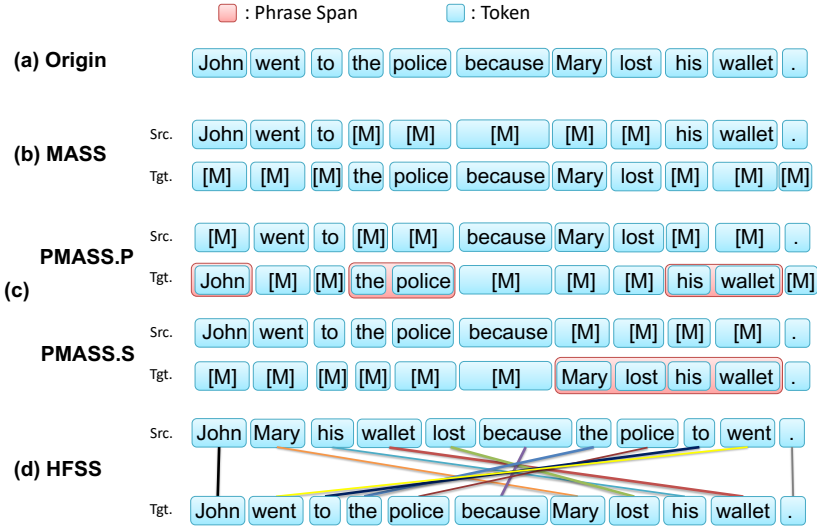 : Phrase Span : Token
(a) Origin John went to the police because Mary lost his wallet .
(b) MASS
Src. John went to [M] [M] [M] [M] [M] his wallet .
Tgt. [M] [M] [M] the police because Mary lost [M] [M] [M]
(c)
PMASS.P
Src. [M] went to [M] [M] because Mary lost [M] [M] .
Tgt. John [M] [M] the police [M] [M] [M] his wallet [M]
PMASS.S
Src. John went to the police because [M] [M] [M] [M] .
Tgt. [M] [M] [M] [M] [M] [M] Mary lost his wallet .
(d) HFSS
Src. John Mary his wallet lost because the police to went .
Tgt. John went to the police because Mary lost his wallet .